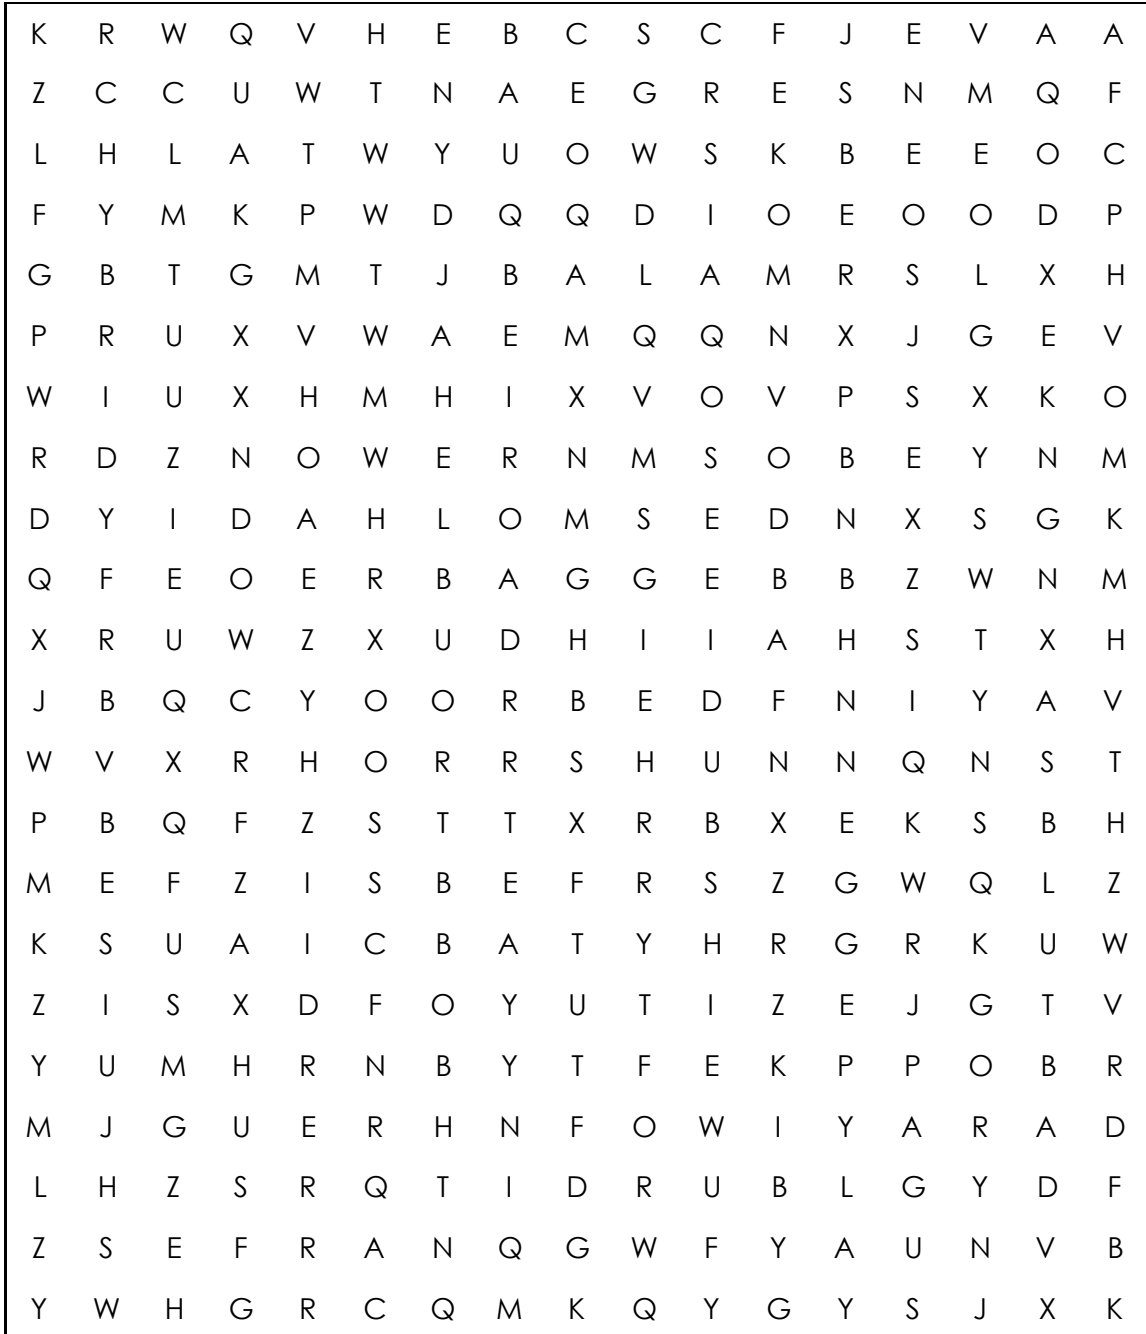 K R W Q V H E B C S C F J E V A A
Z C C U W T N A E G R E S N M Q F
L H L A T W Y U O W S K B E E O C
F Y M K P W D Q Q D I O E O O D P
G B T G M T J B A L A M R S L X H
P R U X V W A E M Q Q N X J G E V
W I U X H M H I X V O V P S X K O
R D Z N O W E R N M S O B E Y N M
D Y I D A H L O M S E D N X S G K
Q F E O E R B A G G E B B Z W N M
X R U W Z X U D H I I A H S T X H
J B Q C Y O O R B E D F N I Y A V
W V X R H O R R S H U N N Q N S T
P B Q F Z S T T X R B X E K S B H
M E F Z I S B E F R S Z G W Q L Z
K S U A I C B A T Y H R G R K U W
Z I S X D F O Y U T I Z E J G T V
Y U M H R N B Y T F E K P P O B R
M J G U E R H N F O W I Y A R A D
L H Z S R Q T I D R U B L G Y D F
Z S E F R A N Q G W F Y A U N V B
Y W H G R C Q M K Q Y G Y S J X K